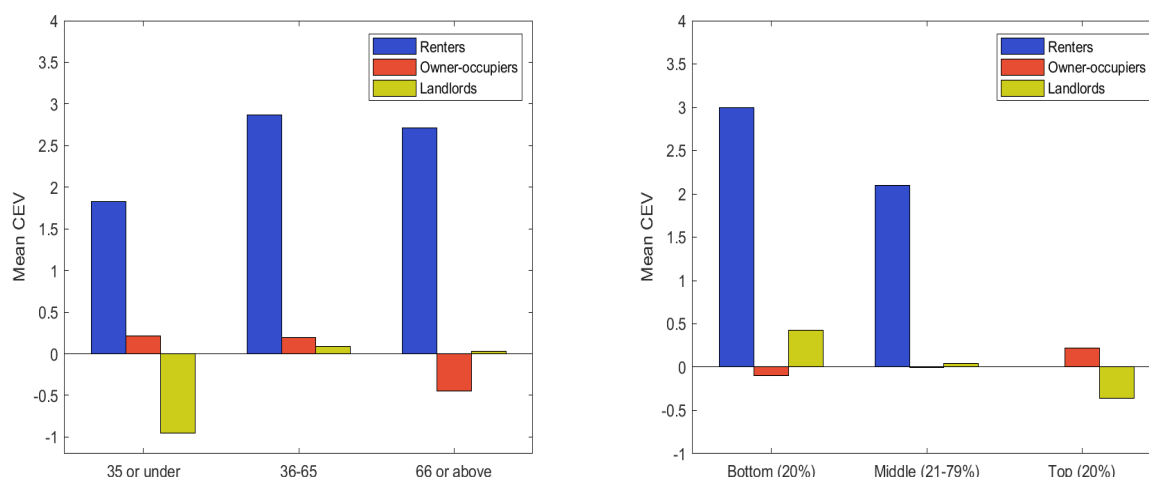 4
3.5
3
2.5
2
1.5
1
0.5
0
-0.5
-1
Mean CEV
35 or under
36-65
66 or above
Renters
Owner-occupiers
Landlords
4
3.5
3
2.5
2
1.5
1
0.5
0
-0.5
-1
Mean CEV
Bottom (20%)
Middle (21-79%)
Top (20%)
Renters
Owner-occupiers
Landlords